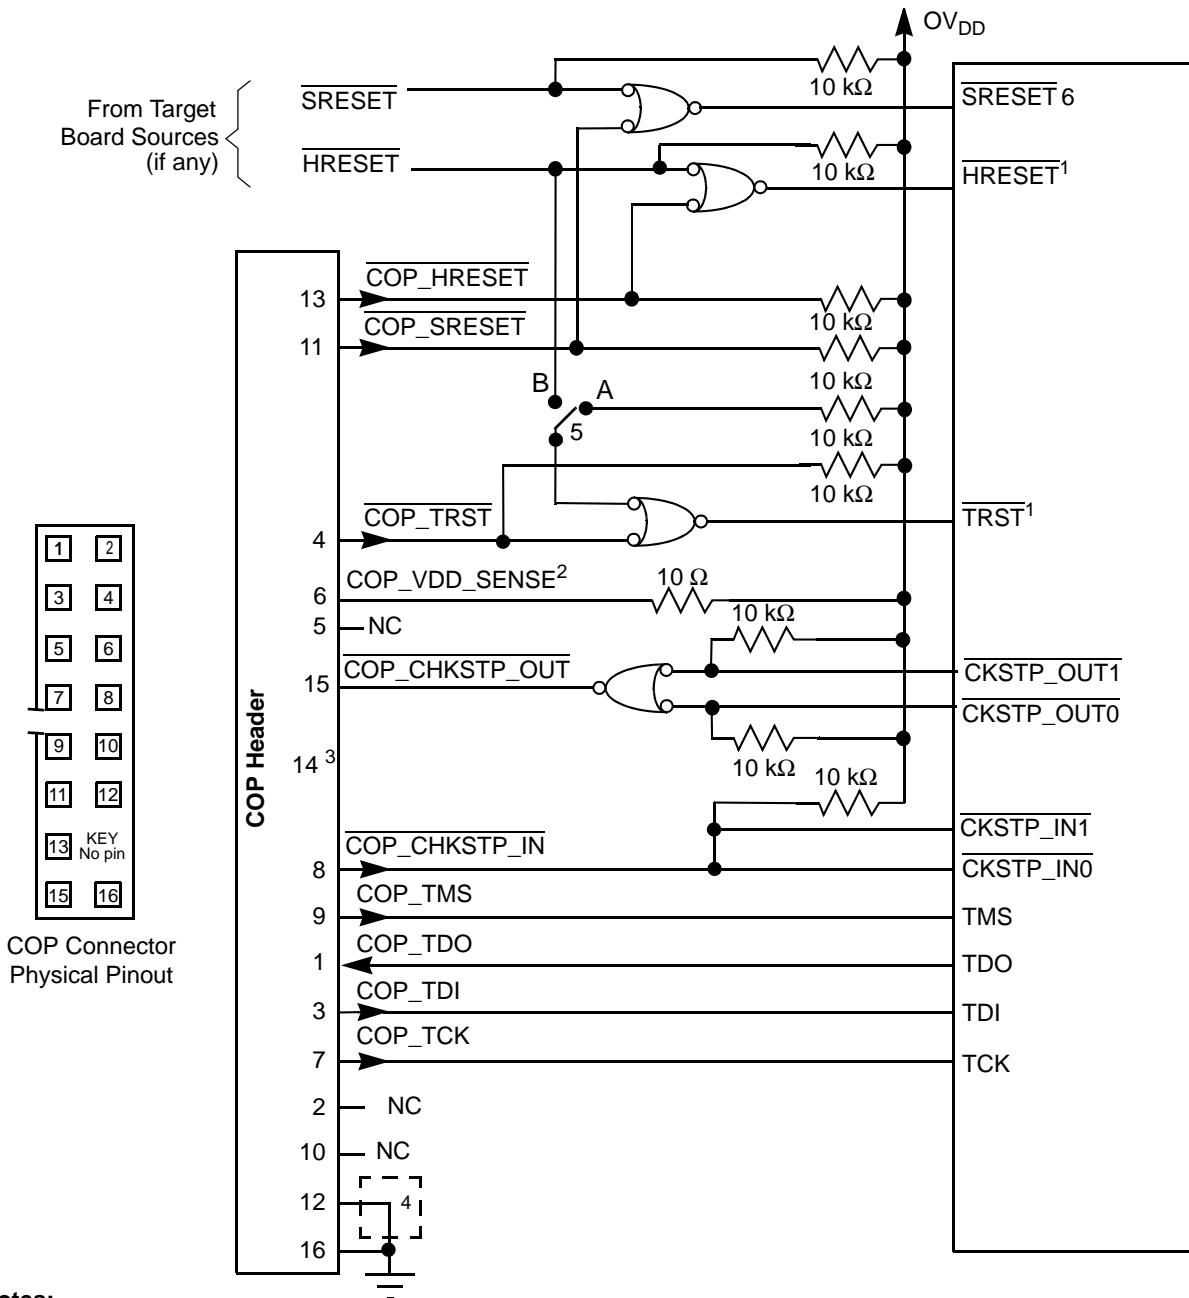 OVDD
10 kΩ
From Target
Board Sources
(if any)
SRESET
SRESET 6
HRESET
10 kΩ
HRESET1
COP_HRESET
13
10 kΩ
COP_SRESET
11
10 kΩ
B
A
5
10 kΩ
10 kΩ
COP_TRST
4
TRST1
COP_VDD_SENSE2
10 Ω
6
5
NC
10 kΩ
COP_CHKSTP_OUT
15
CKSTP_OUT1
CKSTP_OUT0
10 kΩ
14 3
10 kΩ
COP Header
CKSTP_IN1
COP_CHKSTP_IN
8
CKSTP_IN0
COP_TMS
9
TMS
COP_TDO
1
TDO
COP_TDI
3
TDI
COP_TCK
7
TCK
2
NC
10
NC
12
4
16
1 2
3 4
5 6
7 8
9 10
11 12
13 KEY
No pin
15 16
COP Connector
Physical Pinout